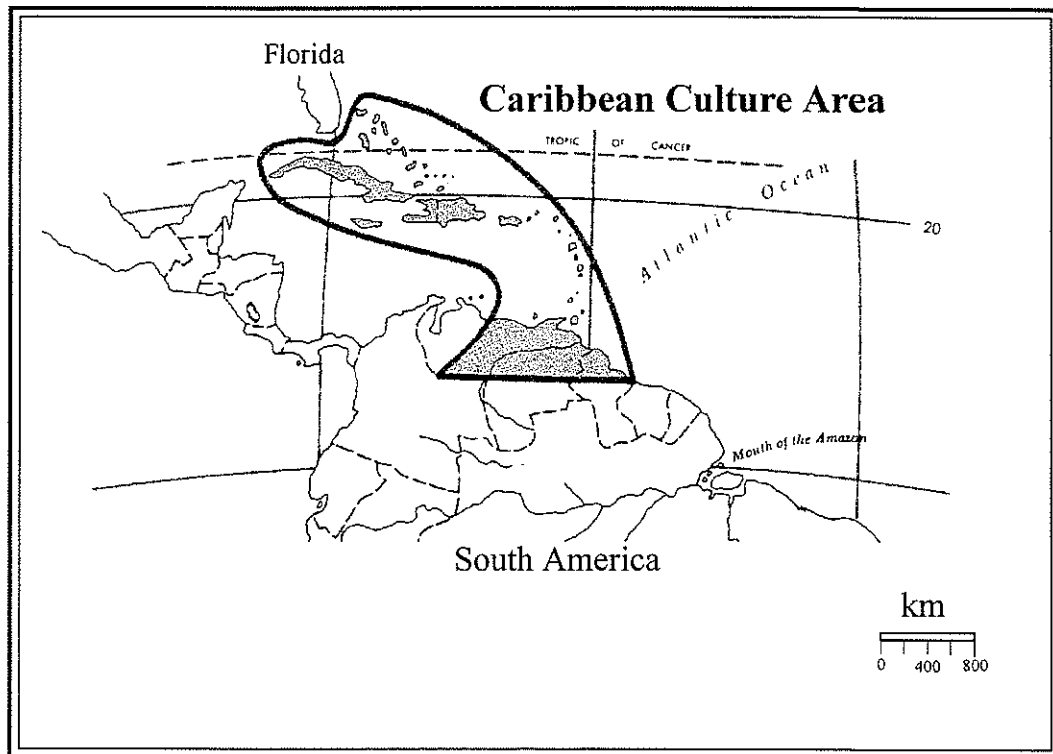 Florida
Caribbean Culture Area
TROPIC OF CANCER
Atlantic Ocean
20
Mouth of the Amazon
South America
km
0 400 800